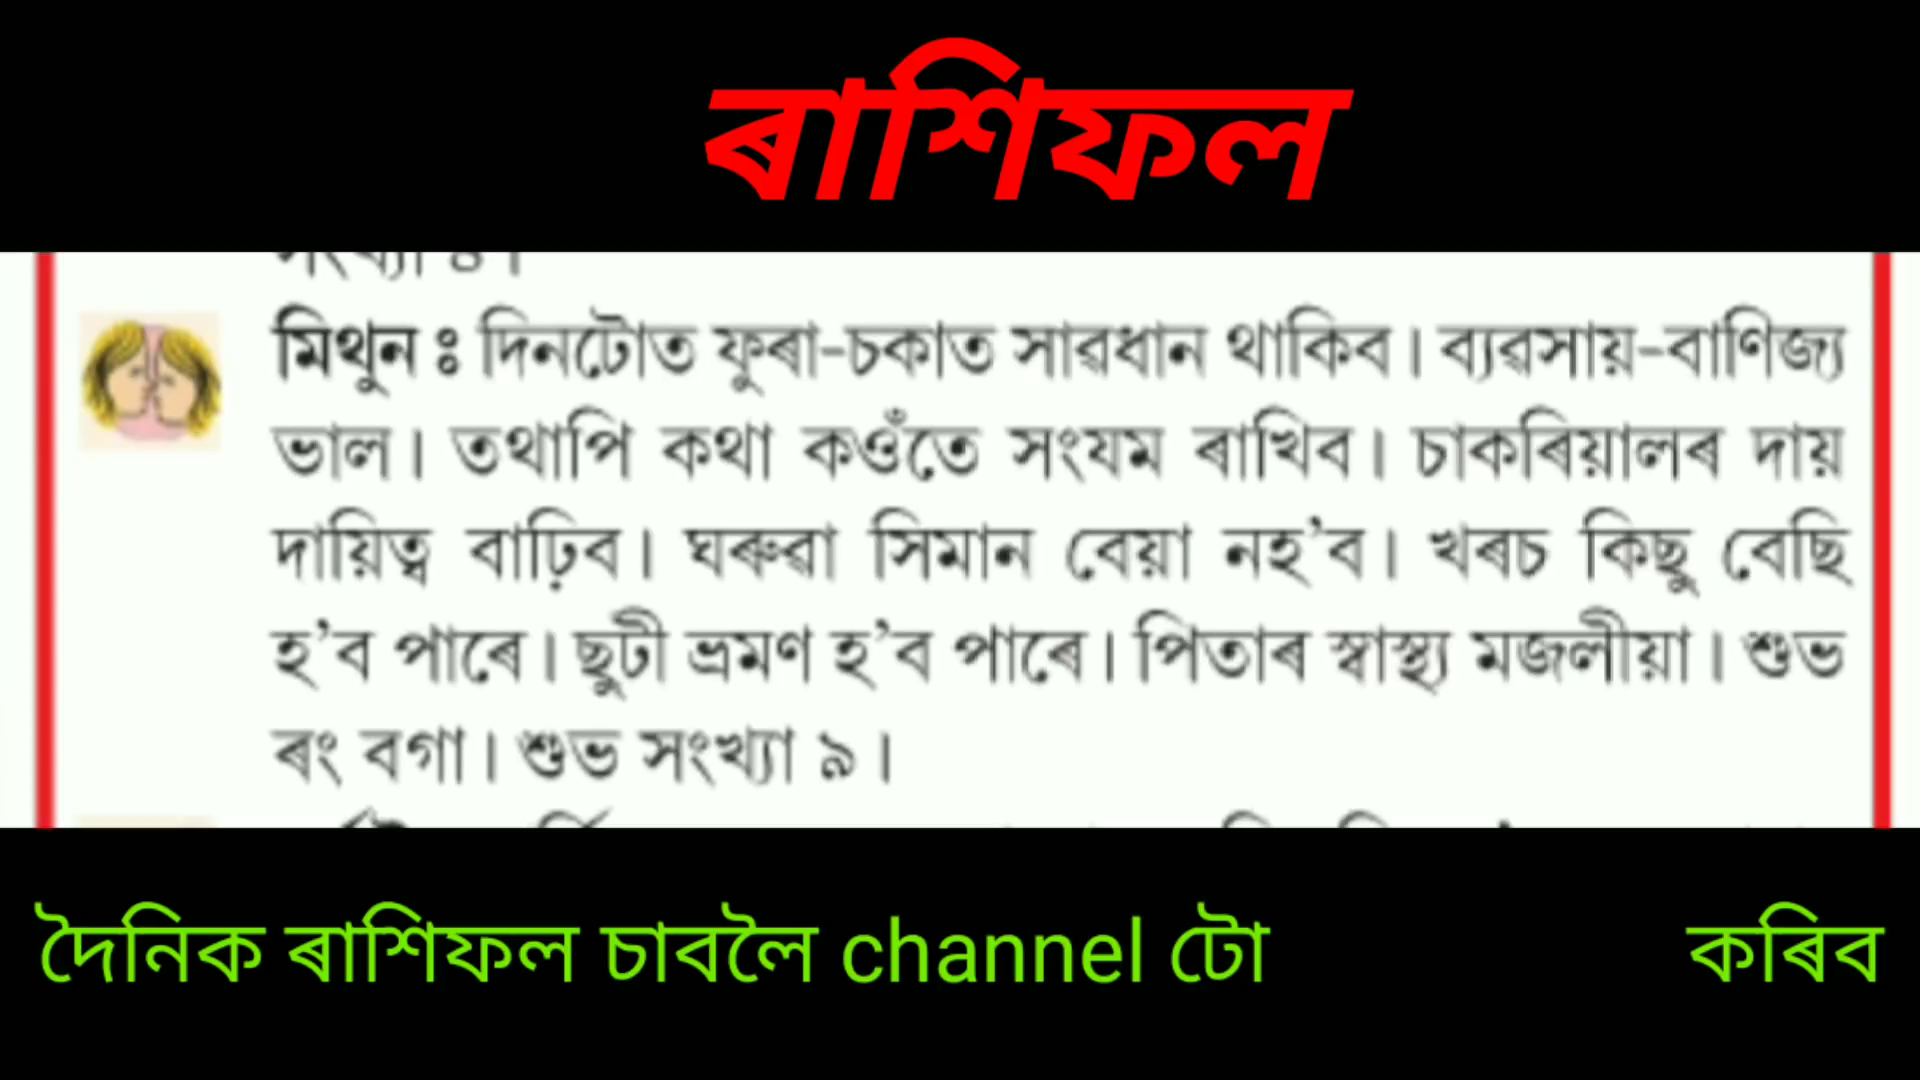 ৰাশিফল
মিথুন ঃ দিনটোত ফুৰা-চকাত সাৱধান থাকিব। ব্যৱসায়-বাণিজ্য
ভাল। তথাপি কথা কওঁতে সংযম ৰাখিব। চাকৰিয়ালৰ দায়
দায়িত্ব বাঢ়িব। ঘৰুৱা সিমান বেয়া নহ’ব। খৰচ কিছু বেছি
হ’ব পাৰে। ছুটী ভ্ৰমণ হ’ব পাৰে। পিতাৰ স্বাস্থ্য মজলীয়া। শুভ
ৰং বগা। শুভ সংখ্যা ৯।
দৈনিক ৰাশিফল চাবলৈ channel টো কৰিব